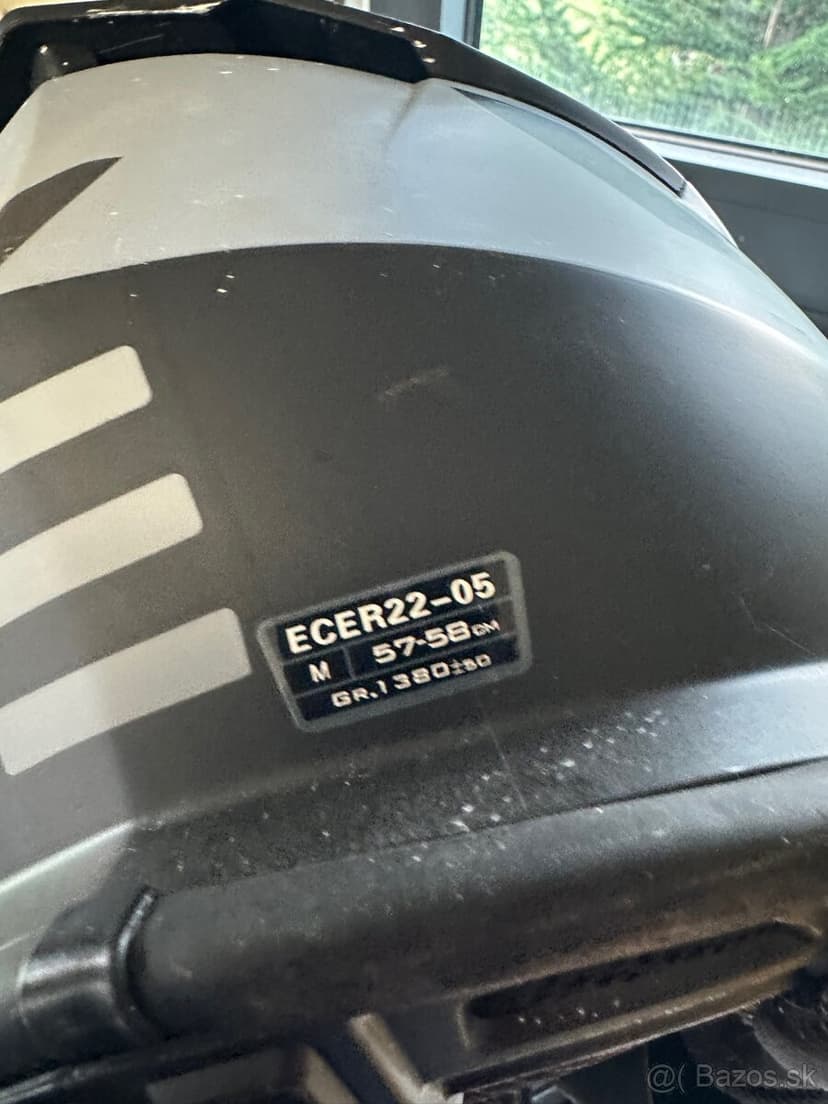 ECER22-05
M 57-58CM
GR.1380±50
@( Bazos.sk